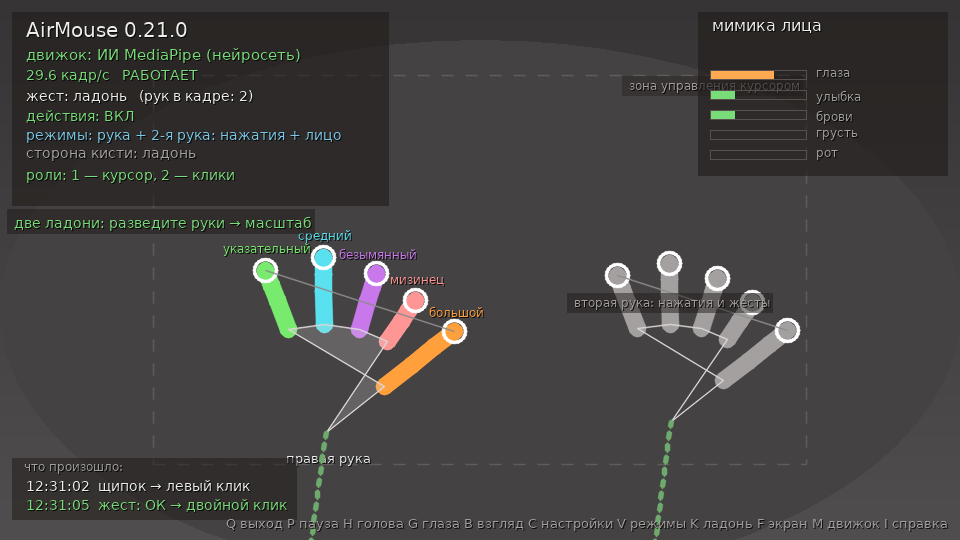 AirMouse 0.21.0
движок: ИИ MediaPipe (нейросеть)
29.6 кадр/с РАБОТАЕТ
жест: ладонь (рук в кадре: 2)
действия: ВКЛ
режимы: рука + 2-я рука: нажатия + лицо
сторона кисти: ладонь
роли: 1 — курсор, 2 — клики
мимика лица
глаза
улыбка
брови
грусть
рот
зона управления курсором
две ладони: разведите руки → масштаб
средний
указательный
безымянный
мизинец
большой
вторая рука: нажатия и жесты
правая рука
что произошло:
12:31:02 щипок → левый клик
12:31:05 жест: ОК → двойной клик
Q выход P пауза H голова G глаза B взгляд C настройки V режимы K ладонь F экран M движок I справка